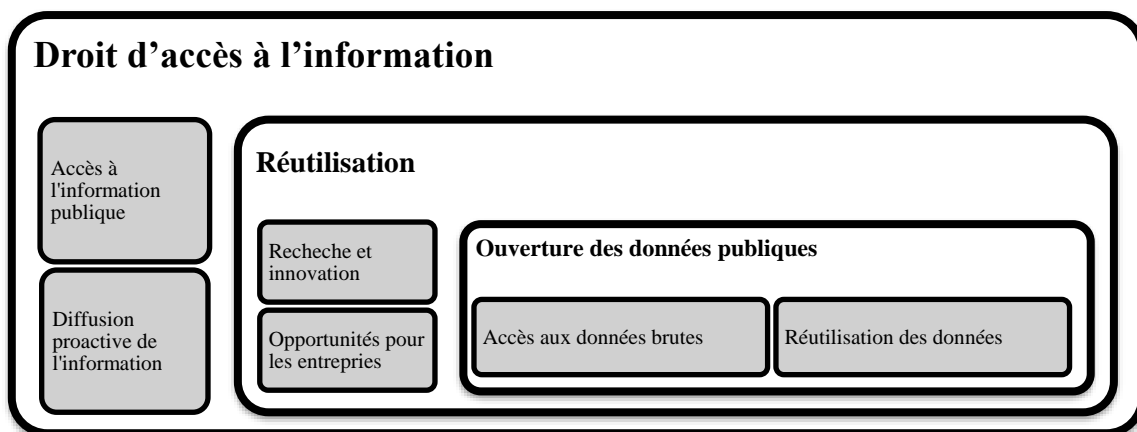 Droit d’accès à l’information
Accès à
l'information
publique
Diffusion
proactive de
l'information
Réutilisation
Recheche et
innovation
Opportunités pour
les entrepries
Ouverture des données publiques
Accès aux données brutes
Réutilisation des données